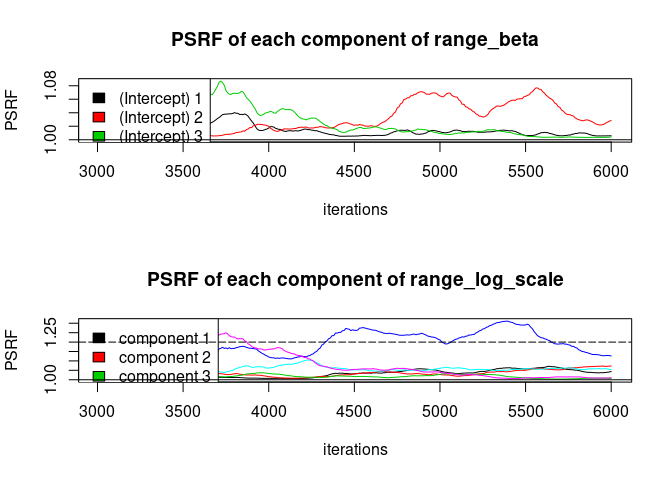 PSRF of each component of range_beta
PSRF
1.00
1.08
(Intercept) 1
(Intercept) 2
(Intercept) 3
3000 3500 4000 4500 5000 5500 6000
iterations
PSRF of each component of range_log_scale
PSRF
1.00
1.25
component 1
component 2
component 3
3000 3500 4000 4500 5000 5500 6000
iterations